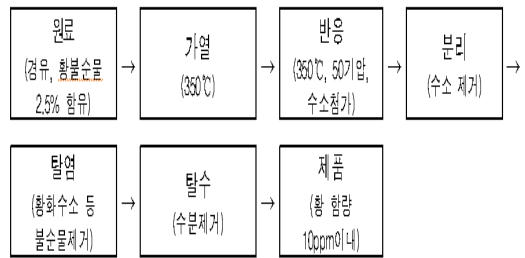 원료
(경유, 황불순물
2.5% 함유)
→
가열
(350℃)
→
반응
(350℃, 50기압,
수소첨가)
→
분리
(수소 제거)
→
탈염
(황화수소 등
불순물제거)
→
탈수
(수분제거)
→
제품
(황 함량
10ppm이내)